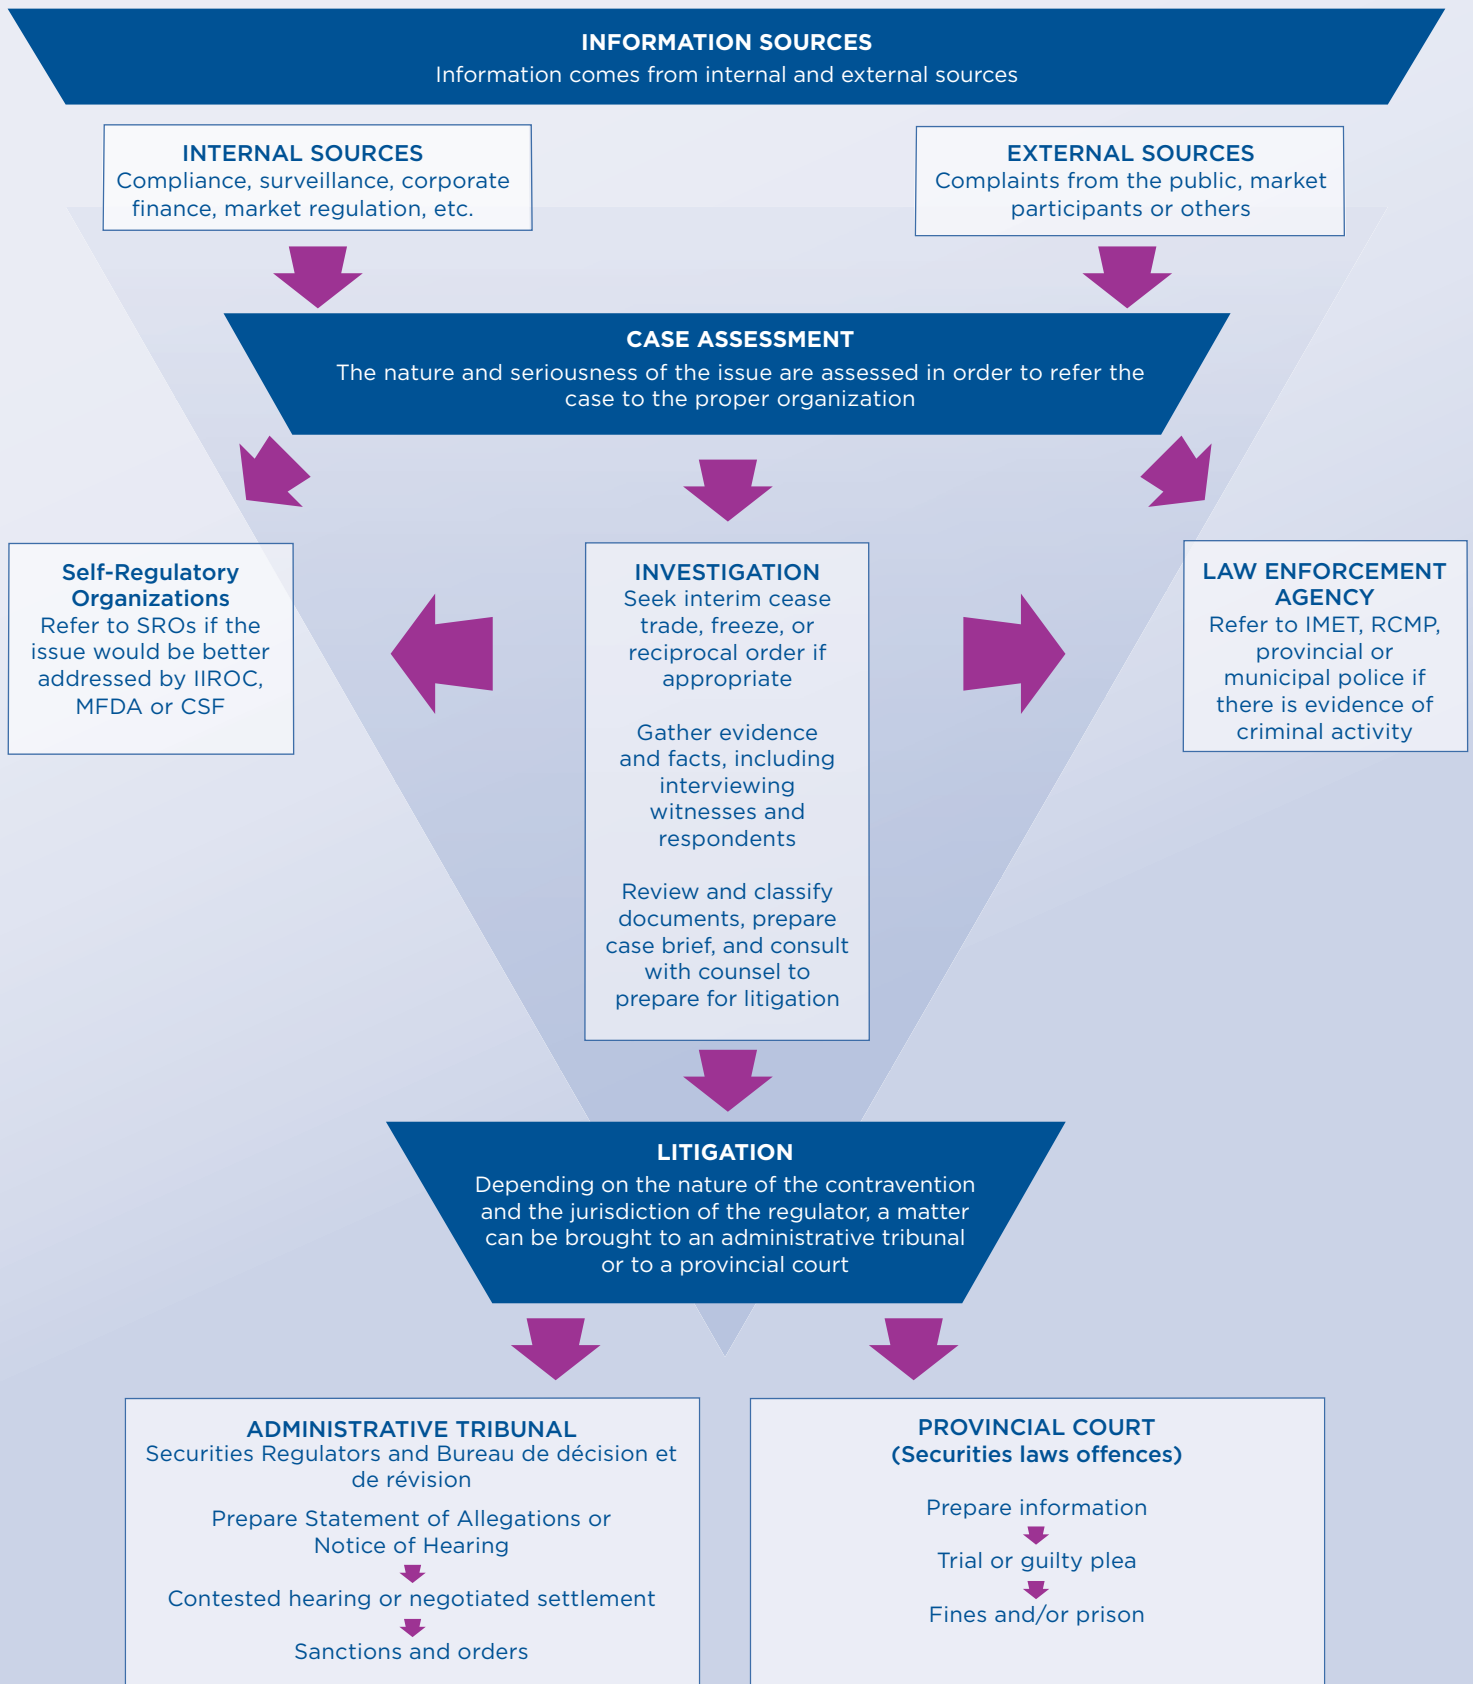 INFORMATION SOURCES
Information comes from internal and external sources
INTERNAL SOURCES
Compliance, surveillance, corporate
finance, market regulation, etc.
EXTERNAL SOURCES
Complaints from the public, market
participants or others
CASE ASSESSMENT
The nature and seriousness of the issue are assessed in order to refer the
case to the proper organization
Self-Regulatory
Organizations
Refer to SROs if the
issue would be better
addressed by IIROC,
MFDA or CSF
INVESTIGATION
Seek interim cease
trade, freeze, or
reciprocal order if
appropriate
Gather evidence
and facts, including
interviewing
witnesses and
respondents
Review and classify
documents, prepare
case brief, and consult
with counsel to
prepare for litigation
LAW ENFORCEMENT
AGENCY
Refer to IMET, RCMP,
provincial or
municipal police if
there is evidence of
criminal activity
LITIGATION
Depending on the nature of the contravention
and the jurisdiction of the regulator, a matter
can be brought to an administrative tribunal
or to a provincial court
ADMINISTRATIVE TRIBUNAL
Securities Regulators and Bureau de décision et
de révision
Prepare Statement of Allegations or
Notice of Hearing
Contested hearing or negotiated settlement
Sanctions and orders
PROVINCIAL COURT
(Securities laws offences)
Prepare information
Trial or guilty plea
Fines and/or prison